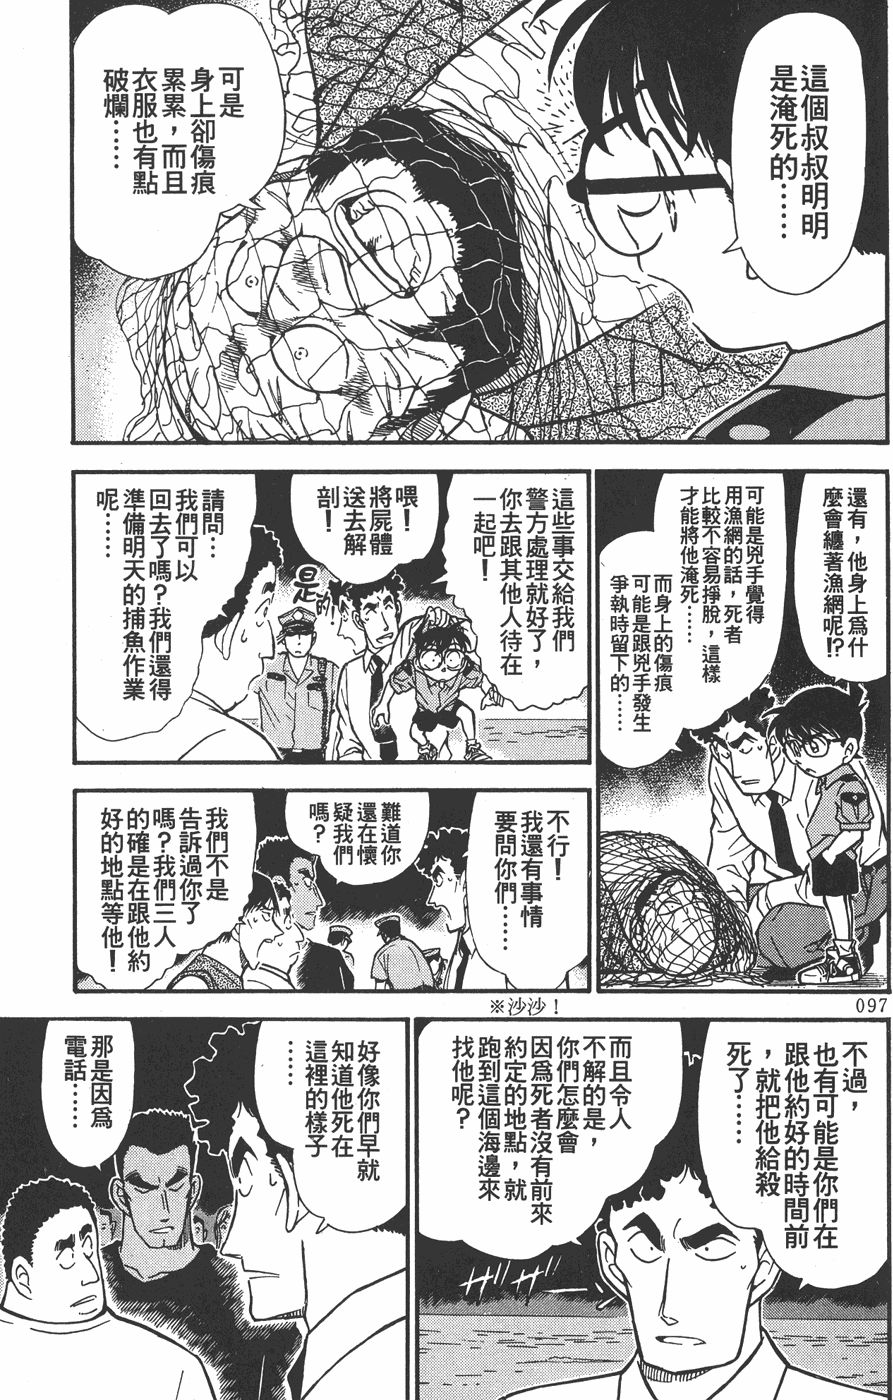 這個叔叔明明
是淹死的……
可是
身上卻傷痕
累累，而且
衣服也有點
破爛……
還有，他身上為什
麼會纏著漁網呢!?
可能是兇手覺得
用漁網的話，死者
比較不容易掙脫，這樣
才能將他淹死……
而身上的傷痕
可能是跟兇手發生
爭執時留下的……
這些事交給我們
警方處理就好了，
你去跟其他人待在
一起吧！
喂！
將屍體
送去解
剖！
是的
請問…
我們可以
回去了嗎？我們還得
準備明天的捕魚作業
呢……
不行！
我還有事情
要問你們……
難道你
還在懷
疑我們
嗎？
我們不是
告訴過你了
嗎？我們三人
的確是在跟他約
好的地點等他！
※沙沙！
097
不過，
也有可能是你們在
跟他約好的時間前
，就把他給殺
死了……
而且令人
不解的是，
你們怎麼會
因為死者沒有前來
約定的地點，就
跑到這個海邊來
找他呢？
ザザ
ザザ
好像你們早就
知道他死在
這裡的樣子
……
那是因為
電話……